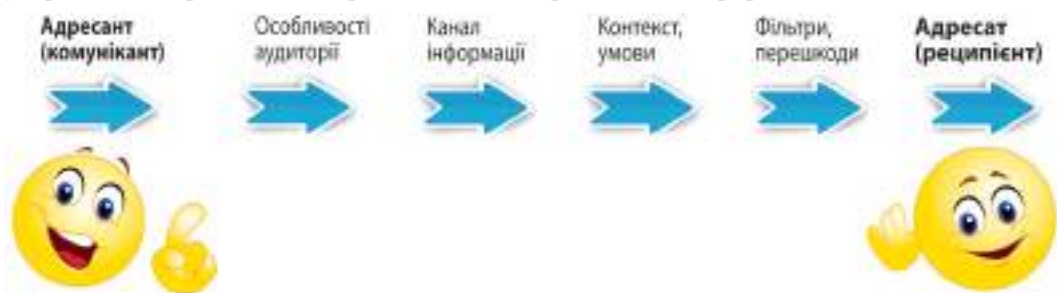 Адресант
(комунікант)
Особливості
аудиторії
Канал
інформації
Контекст,
умови
Фільтри,
перешкоди
Адресат
(реципієнт)